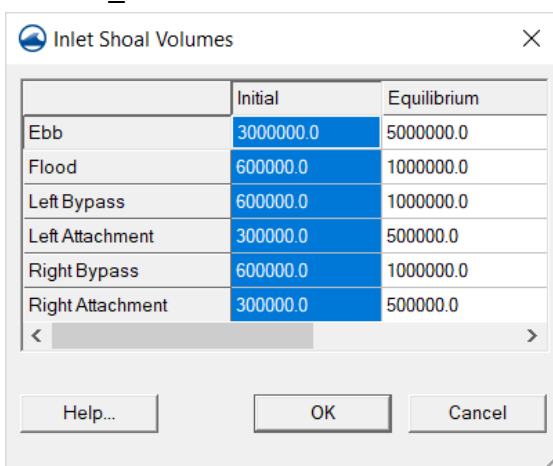 Inlet Shoal Volumes
Initial Equilibrium
Ebb 3000000.0 5000000.0
Flood 600000.0 1000000.0
Left Bypass 600000.0 1000000.0
Left Attachment 300000.0 500000.0
Right Bypass 600000.0 1000000.0
Right Attachment 300000.0 500000.0
Help... OK Cancel